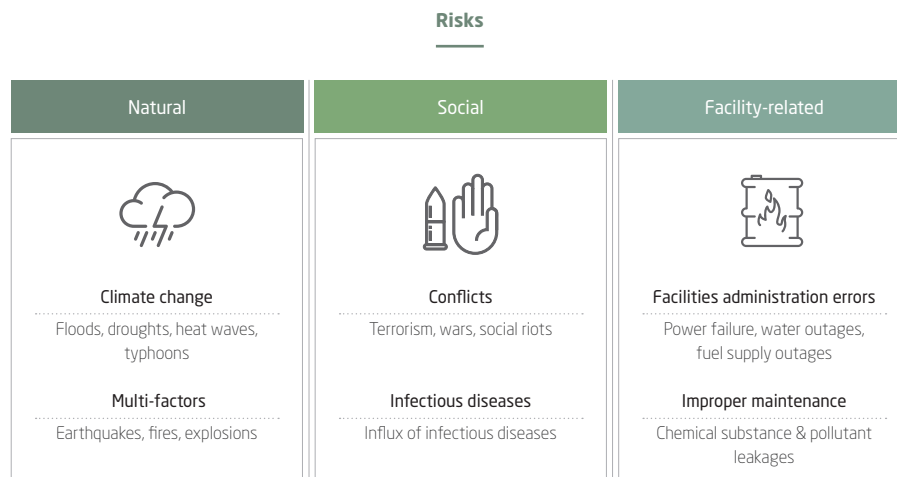 Risks
Natural
Social
Facility-related
Climate change
Floods, droughts, heat waves,
typhoons
Multi-factors
Earthquakes, fires, explosions
Conflicts
Terrorism, wars, social riots
Infectious diseases
Influx of infectious diseases
Facilities administration errors
Power failure, water outages,
fuel supply outages
Improper maintenance
Chemical substance & pollutant
leakages